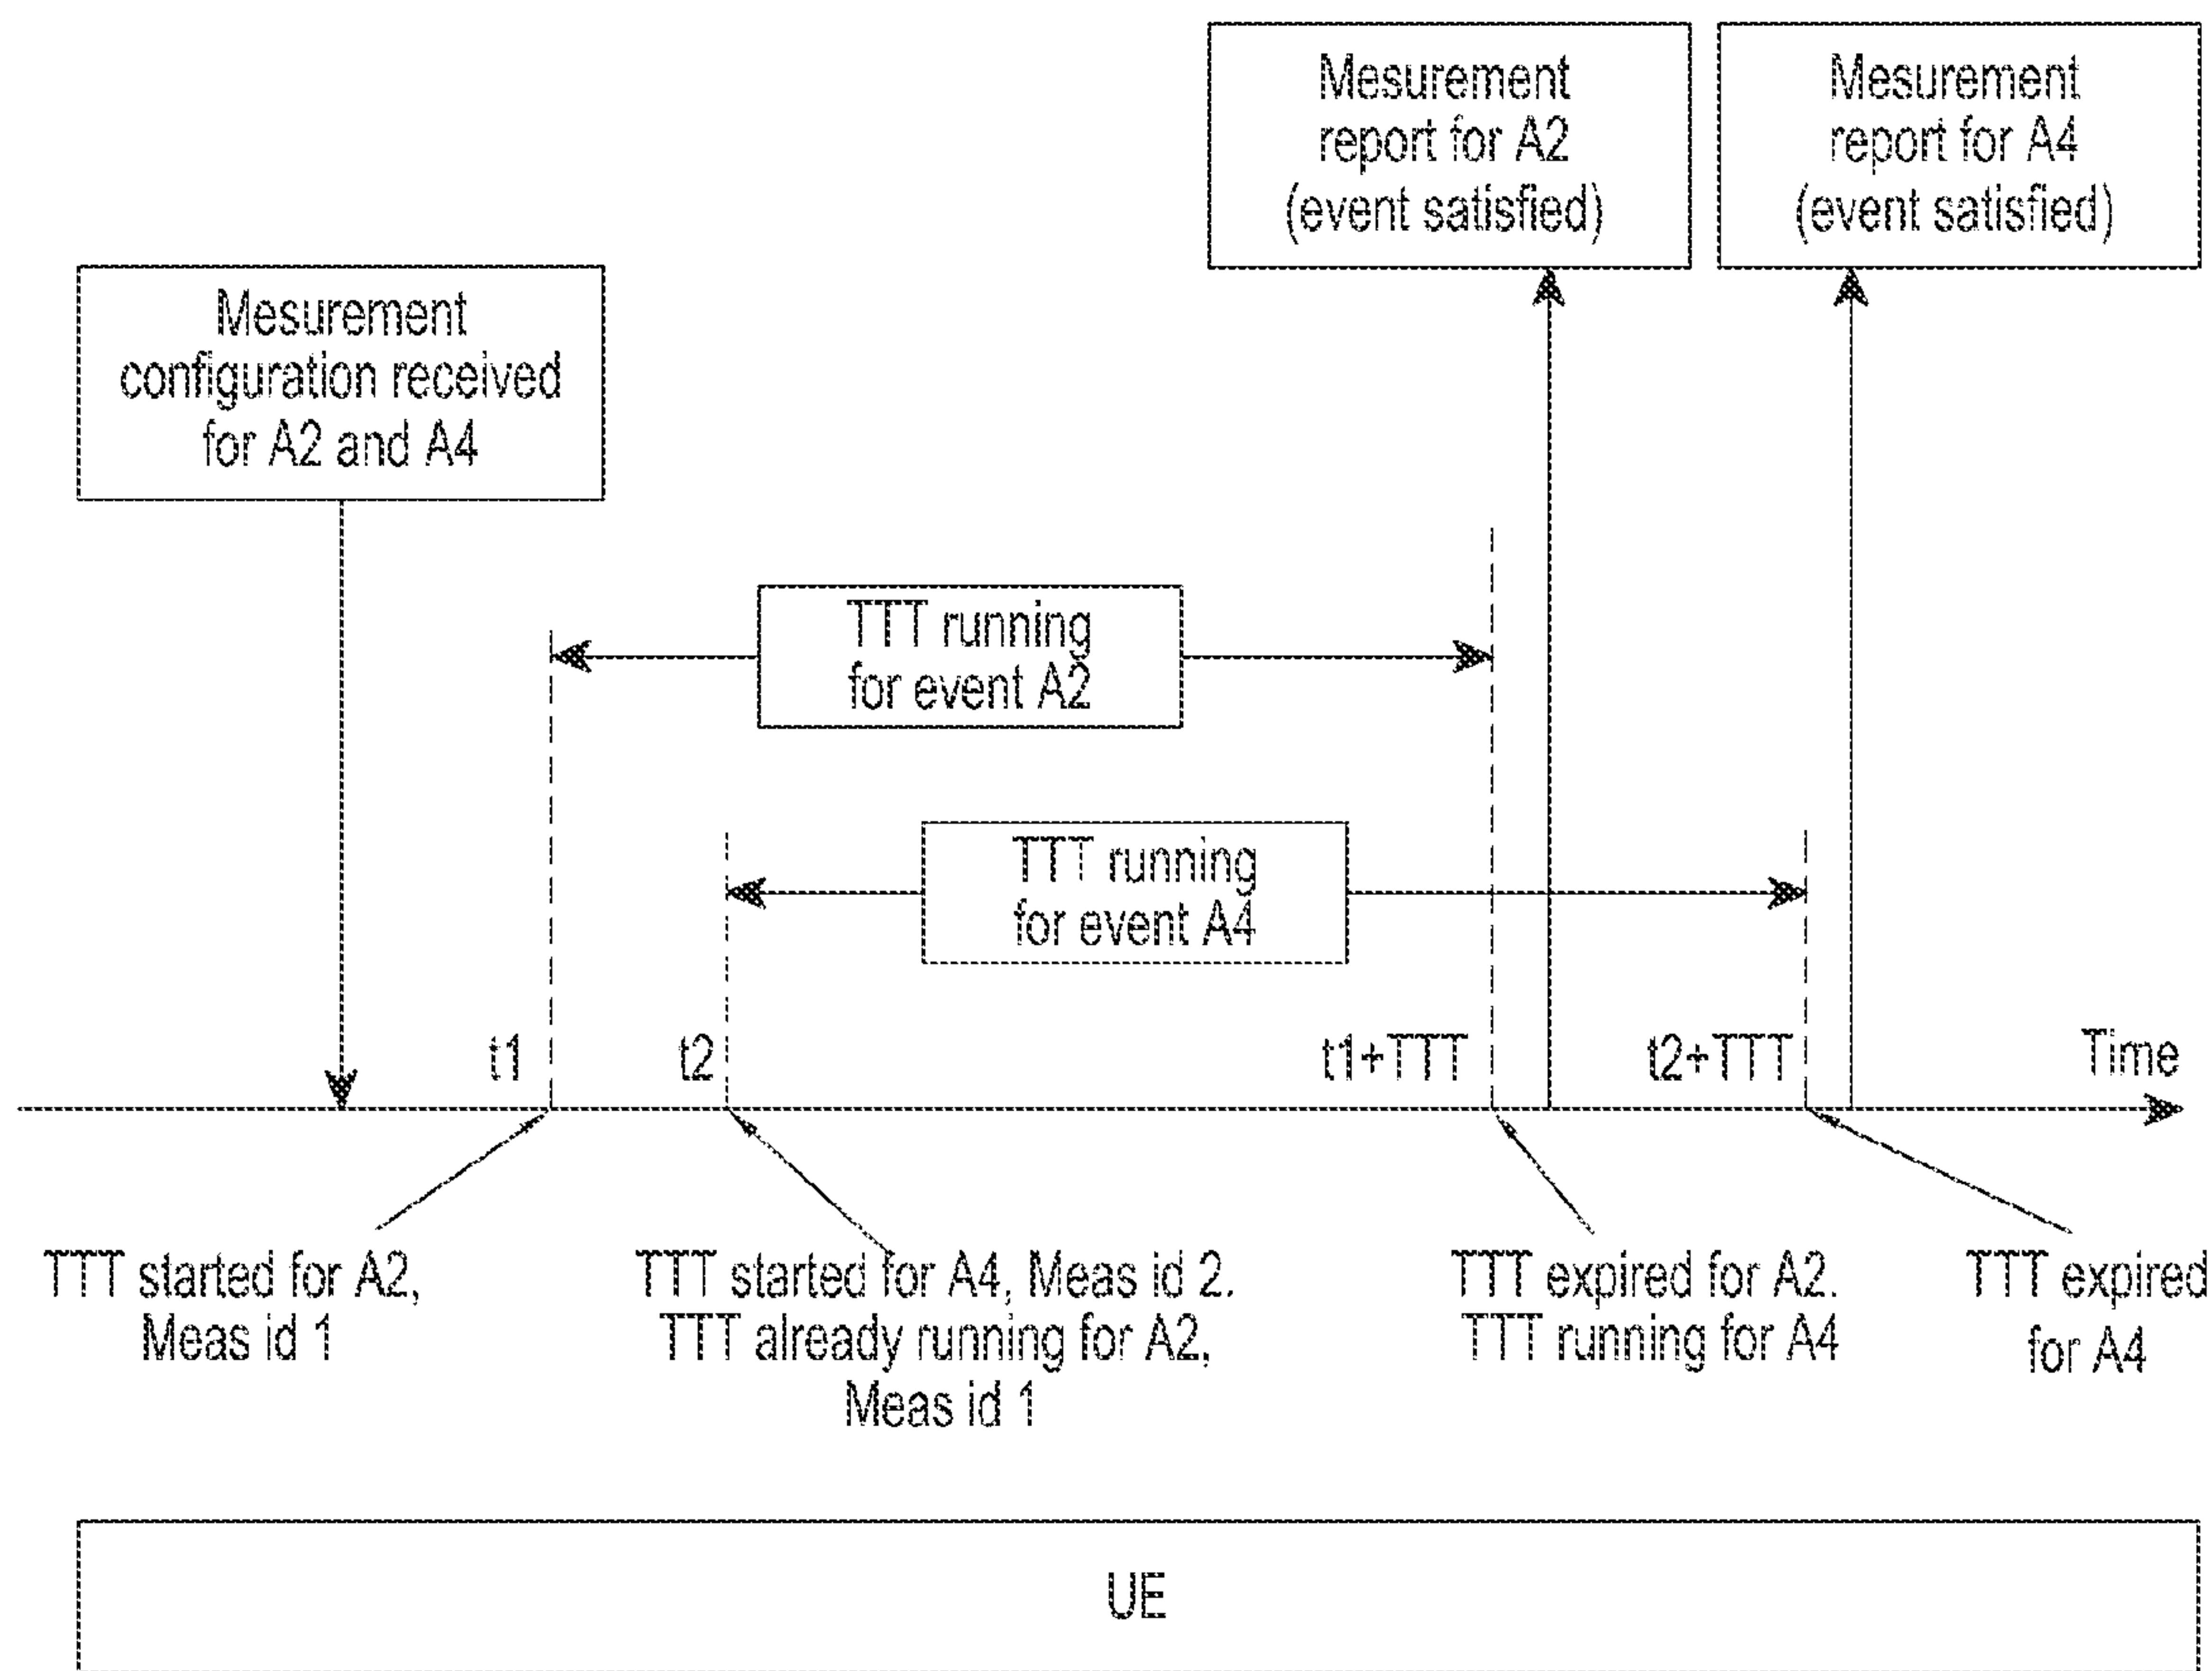 Mesurement
report for A2
(event satisfied)
Mesurement
report for A4
(event satisfied)
Mesurement
configuration received
for A2 and A4
TTT running
for event A2
TTT running
for event A4
t1
t2
t1+TTT
t2+TTT
Time
TTT started for A2,
Meas id 1
TTT started for A4, Meas id 2.
TTT already running for A2,
Meas id 1
TTT expired for A2.
TTT running for A4
TTT expired
for A4
UE